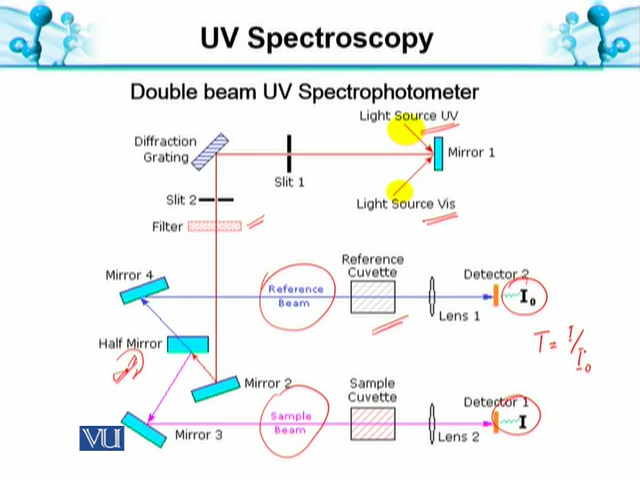 UV Spectroscopy
Double beam UV Spectrophotometer
Light Source UV
Diffraction
Grating
Mirror 1
Slit 1
Slit 2
Light Source Vis
Filter
Reference
Cuvette
Mirror 4
Detector 2
Reference
Beam
I₀
Lens 1
Half Mirror
T = I/I₀
Mirror 2
Sample
Cuvette
Detector 1
Sample
Beam
I
Mirror 3
Lens 2
VU